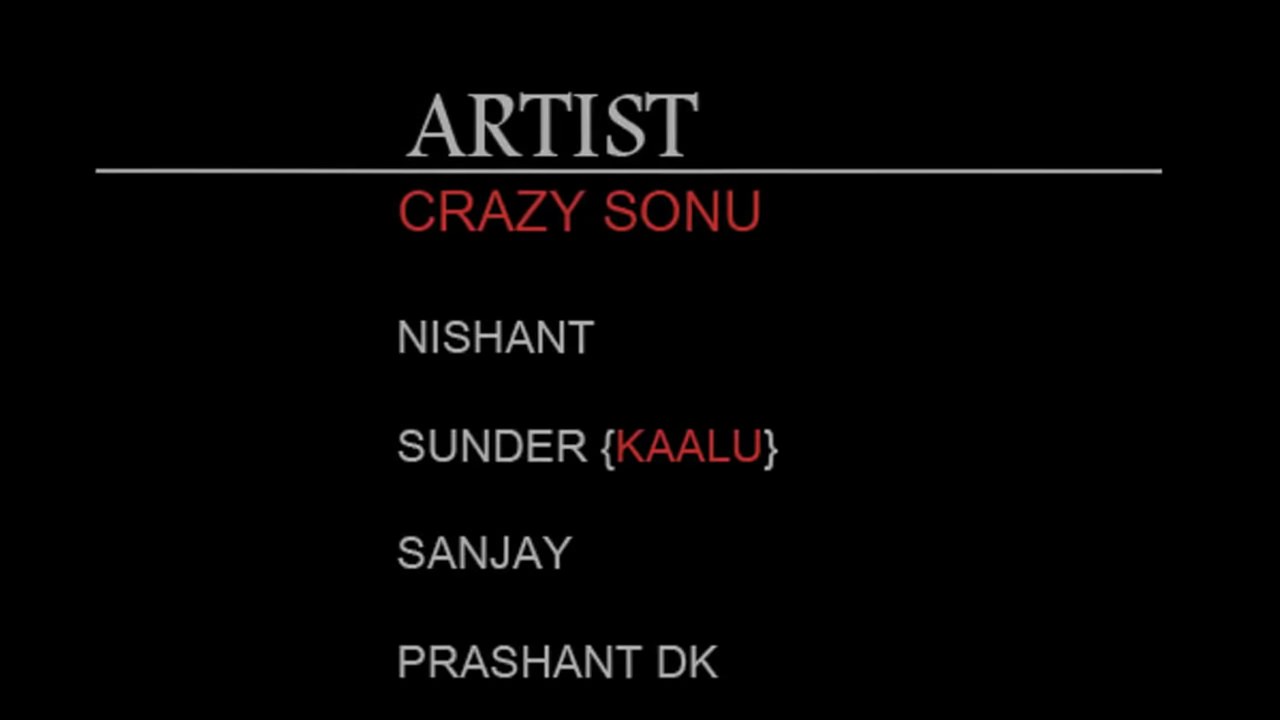 ARTIST
CRAZY SONU
NISHANT
SUNDER {KAALU}
SANJAY
PRASHANT DK